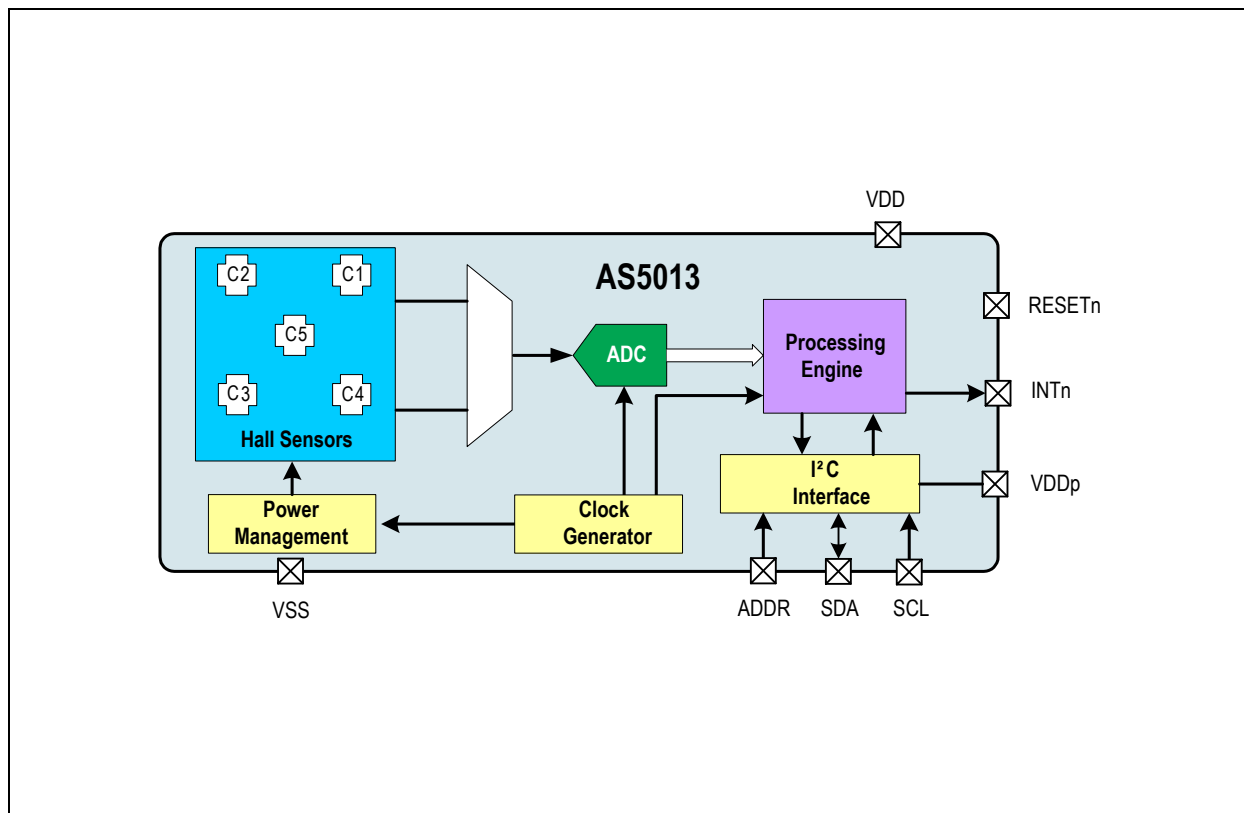 VDD
AS5013
C2
C1
C5
C3
C4
Hall Sensors
ADC
Processing
Engine
RESETn
INTn
VDDp
I²C
Interface
Power
Management
Clock
Generator
VSS
ADDR
SDA
SCL